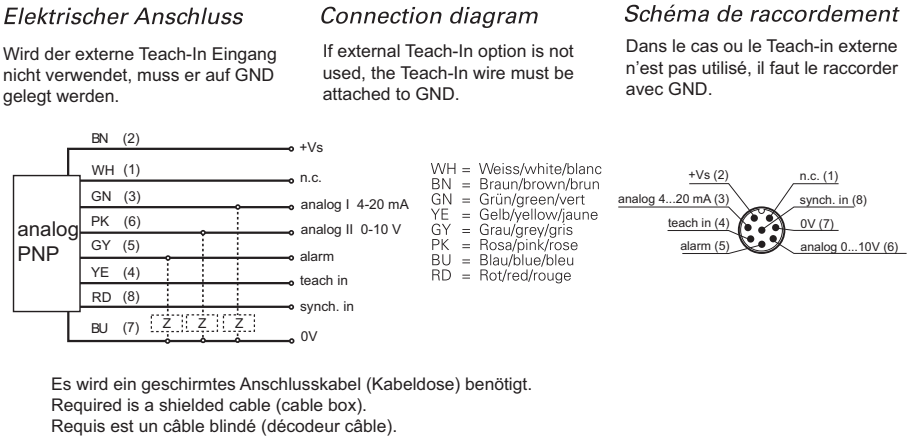 Elektrischer Anschluss
Wird der externe Teach-In Eingang
nicht verwendet, muss er auf GND
gelegt werden.
Connection diagram
If external Teach-In option is not
used, the Teach-In wire must be
attached to GND.
Schéma de raccordement
Dans le cas ou le Teach-in externe
n'est pas utilisé, il faut le raccorder
avec GND.
analog
PNP
BN (2)
+Vs
WH (1)
n.c.
GN (3)
analog I 4-20 mA
PK (6)
analog II 0-10 V
GY (5)
alarm
YE (4)
teach in
RD (8)
synch. in
BU (7)
Z Z Z
0V
WH = Weiss/white/blanc
BN = Braun/brown/brun
GN = Grün/green/vert
YE = Gelb/yellow/jaune
GY = Grau/grey/gris
PK = Rosa/pink/rose
BU = Blau/blue/bleu
RD = Rot/red/rouge
+Vs (2)
analog 4...20 mA (3)
teach in (4)
alarm (5)
n.c. (1)
synch. in (8)
0V (7)
analog 0...10V (6)
Es wird ein geschirmtes Anschlusskabel (Kabeldose) benötigt.
Required is a shielded cable (cable box).
Requis est un câble blindé (décodeur câble).